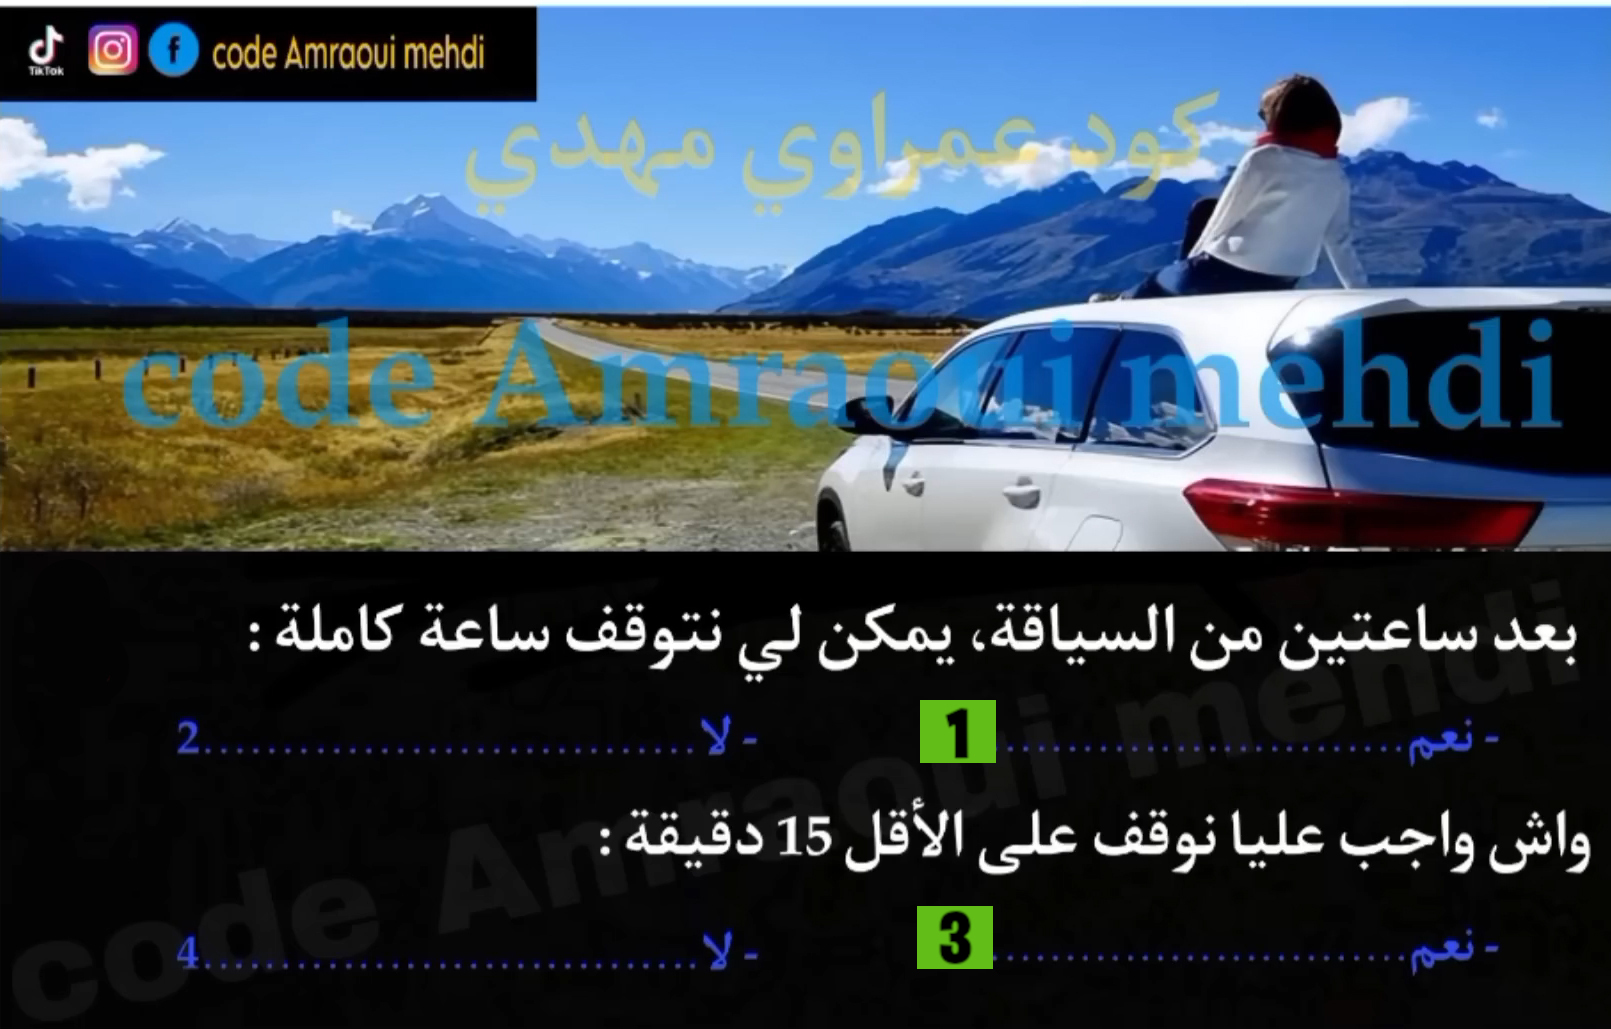 TikTok
code Amraoui mehdi
كود عمراوي مهدي
code Amraoui mehdi
بعد ساعتين من السياقة، يمكن لي نتوقف ساعة كاملة :
- نعم..............................1 - لا..............................2
واش واجب عليا نوقف على الأقل 15 دقيقة :
- نعم..............................3 - لا..............................4
code Amraoui mehdi